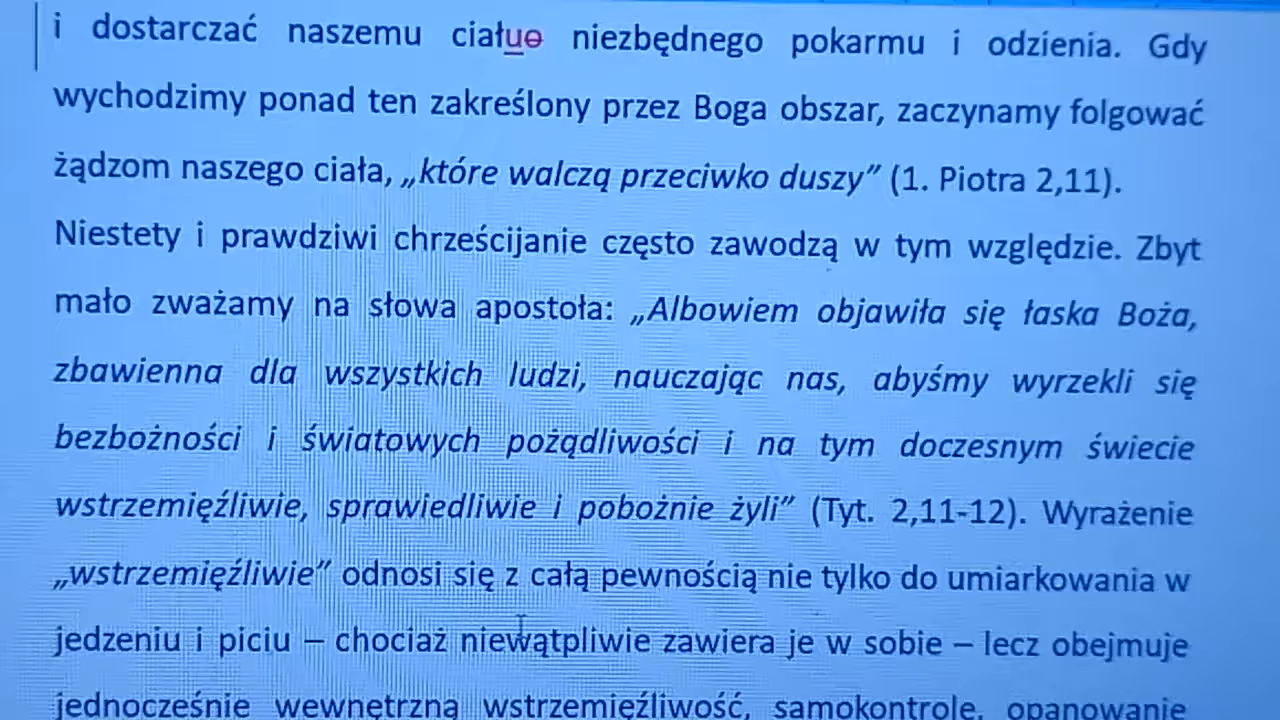 i dostarczać naszemu ciałuo niezbędnego pokarmu i odzienia. Gdy
wychodzimy ponad ten zakreślony przez Boga obszar, zaczynamy folgować
żądzom naszego ciała, „które walczą przeciwko duszy” (1. Piotra 2,11).
Niestety i prawdziwi chrześcijanie często zawodzą w tym względzie. Zbyt
mało zważamy na słowa apostoła: „Albowiem objawiła się łaska Boża,
zbawienna dla wszystkich ludzi, nauczając nas, abyśmy wyrzekli się
bezbożności i światowych pożądliwości i na tym doczesnym świecie
wstrzemięźliwie, sprawiedliwie i pobożnie żyli” (Tyt. 2,11-12). Wyrażenie
„wstrzemięźliwie” odnosi się z całą pewnością nie tylko do umiarkowania w
jedzeniu i piciu – chociaż niewątpliwie zawiera je w sobie – lecz obejmuje
jednocześnie wewnętrzną wstrzemięźliwość, samokontrolę, opanowanie